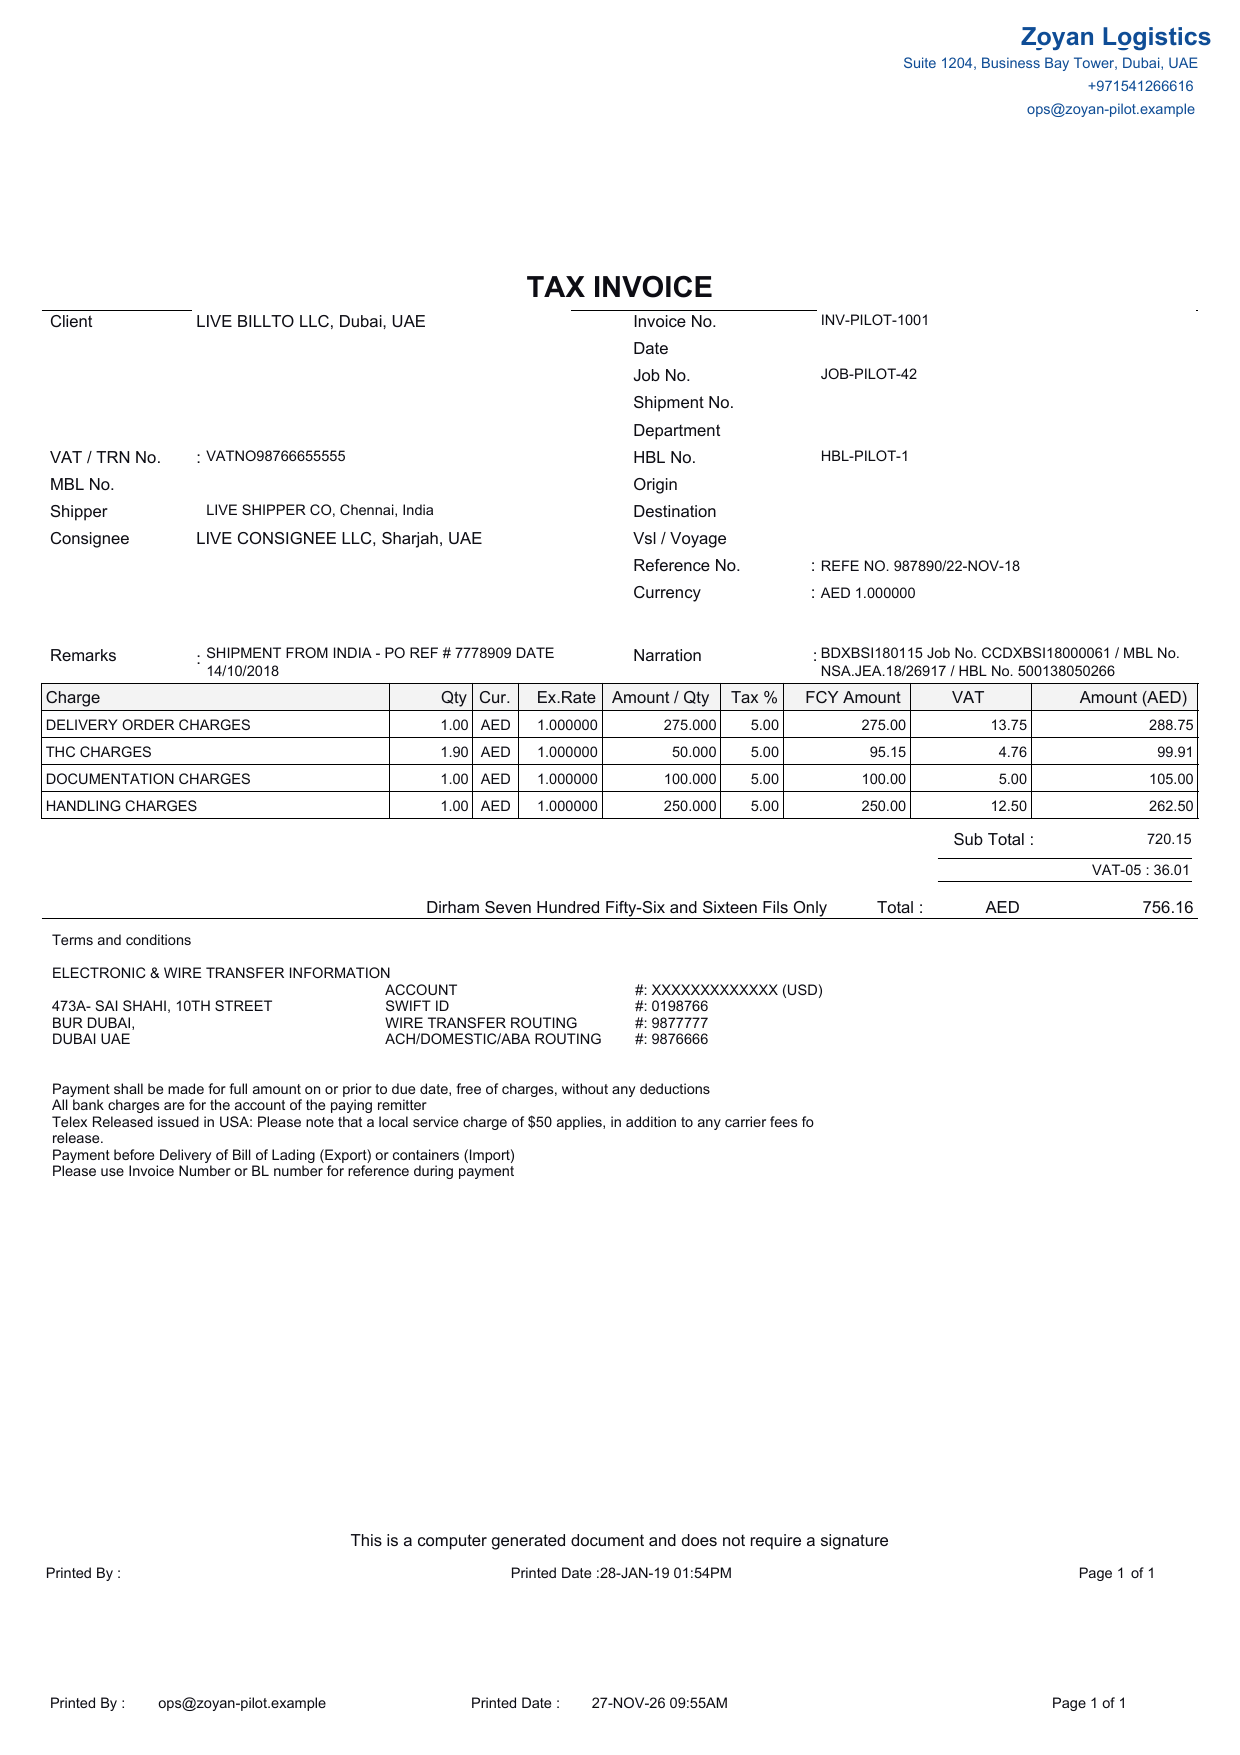 Zoyan Logistics
Suite 1204, Business Bay Tower, Dubai, UAE
+971541266616
ops@zoyan-pilot.example
TAX INVOICE
Client LIVE BILLTO LLC, Dubai, UAE Invoice No. INV-PILOT-1001
Date
Job No. JOB-PILOT-42
Shipment No.
Department
VAT / TRN No. : VATNO98766655555 HBL No. HBL-PILOT-1
MBL No. Origin
Shipper LIVE SHIPPER CO, Chennai, India Destination
Consignee LIVE CONSIGNEE LLC, Sharjah, UAE Vsl / Voyage
Reference No. : REFE NO. 987890/22-NOV-18
Currency : AED 1.000000
Remarks : SHIPMENT FROM INDIA - PO REF # 7778909 DATE Narration : BDXBSI180115 Job No. CCDXBSI18000061 / MBL No.
14/10/2018 NSA.JEA.18/26917 / HBL No. 500138050266
Charge Qty Cur. Ex.Rate Amount / Qty Tax % FCY Amount VAT Amount (AED)
DELIVERY ORDER CHARGES 1.00 AED 1.000000 275.000 5.00 275.00 13.75 288.75
THC CHARGES 1.90 AED 1.000000 50.000 5.00 95.15 4.76 99.91
DOCUMENTATION CHARGES 1.00 AED 1.000000 100.000 5.00 100.00 5.00 105.00
HANDLING CHARGES 1.00 AED 1.000000 250.000 5.00 250.00 12.50 262.50
Sub Total : 720.15
VAT-05 : 36.01
Dirham Seven Hundred Fifty-Six and Sixteen Fils Only Total : AED 756.16
Terms and conditions
ELECTRONIC & WIRE TRANSFER INFORMATION
ACCOUNT #: XXXXXXXXXXXXX (USD)
473A- SAI SHAHI, 10TH STREET SWIFT ID #: 0198766
BUR DUBAI, WIRE TRANSFER ROUTING #: 9877777
DUBAI UAE ACH/DOMESTIC/ABA ROUTING #: 9876666
Payment shall be made for full amount on or prior to due date, free of charges, without any deductions
All bank charges are for the account of the paying remitter
Telex Released issued in USA: Please note that a local service charge of $50 applies, in addition to any carrier fees fo
release.
Payment before Delivery of Bill of Lading (Export) or containers (Import)
Please use Invoice Number or BL number for reference during payment
This is a computer generated document and does not require a signature
Printed By : Printed Date :28-JAN-19 01:54PM Page 1 of 1
Printed By : ops@zoyan-pilot.example Printed Date : 27-NOV-26 09:55AM Page 1 of 1